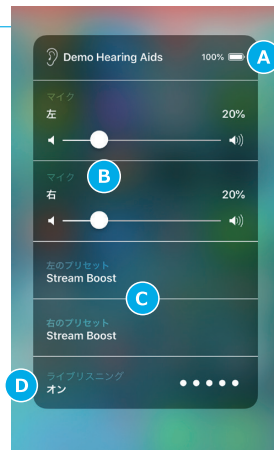 Demo Hearing Aids 100%
A
マイク
左 20%
マイク
B
右 20%
左のプリセット
Stream Boost
C
右のプリセット
Stream Boost
D
ライブリスニング
オン